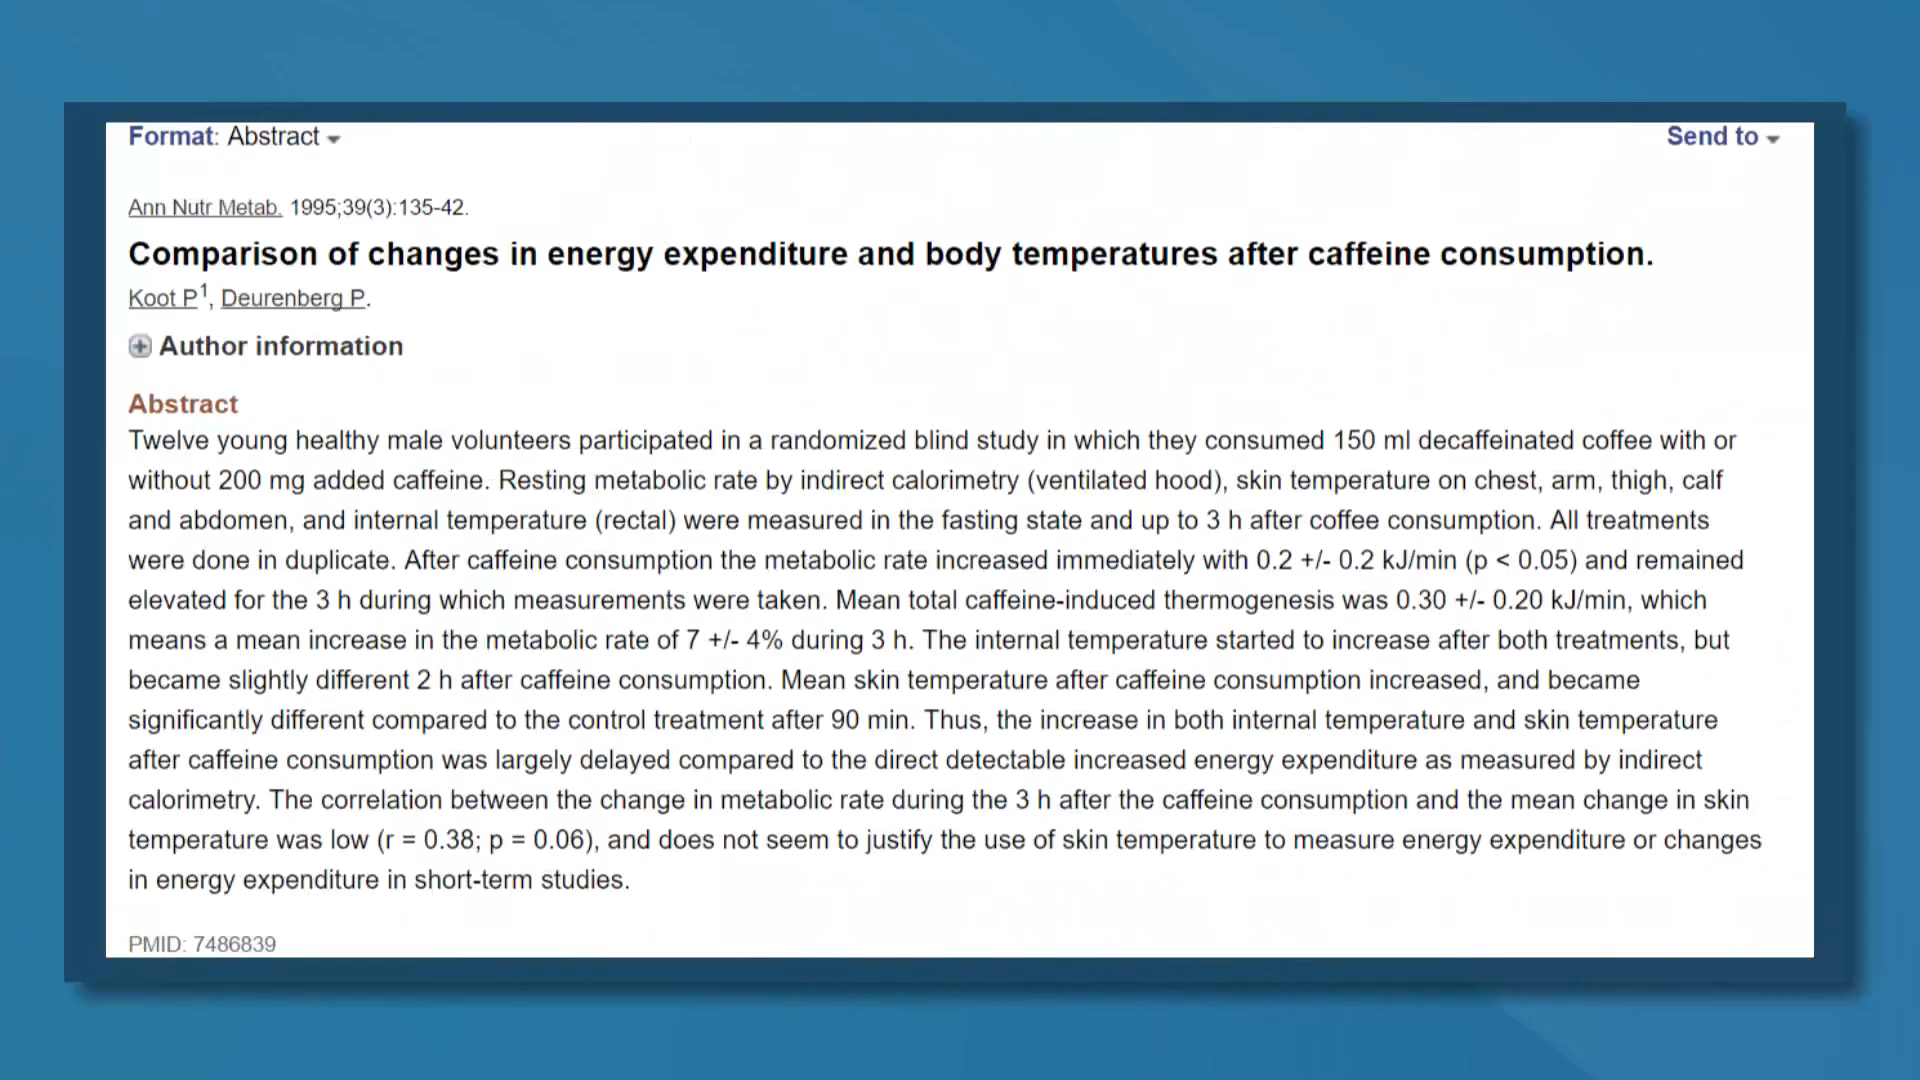 Format: Abstract
Send to
Ann Nutr Metab. 1995;39(3):135-42.
Comparison of changes in energy expenditure and body temperatures after caffeine consumption.
Koot P1, Deurenberg P.
Author information
Abstract
Twelve young healthy male volunteers participated in a randomized blind study in which they consumed 150 ml decaffeinated coffee with or
without 200 mg added caffeine. Resting metabolic rate by indirect calorimetry (ventilated hood), skin temperature on chest, arm, thigh, calf
and abdomen, and internal temperature (rectal) were measured in the fasting state and up to 3 h after coffee consumption. All treatments
were done in duplicate. After caffeine consumption the metabolic rate increased immediately with 0.2 +/- 0.2 kJ/min (p < 0.05) and remained
elevated for the 3 h during which measurements were taken. Mean total caffeine-induced thermogenesis was 0.30 +/- 0.20 kJ/min, which
means a mean increase in the metabolic rate of 7 +/- 4% during 3 h. The internal temperature started to increase after both treatments, but
became slightly different 2 h after caffeine consumption. Mean skin temperature after caffeine consumption increased, and became
significantly different compared to the control treatment after 90 min. Thus, the increase in both internal temperature and skin temperature
after caffeine consumption was largely delayed compared to the direct detectable increased energy expenditure as measured by indirect
calorimetry. The correlation between the change in metabolic rate during the 3 h after the caffeine consumption and the mean change in skin
temperature was low (r = 0.38; p = 0.06), and does not seem to justify the use of skin temperature to measure energy expenditure or changes
in energy expenditure in short-term studies.
PMID: 7486839